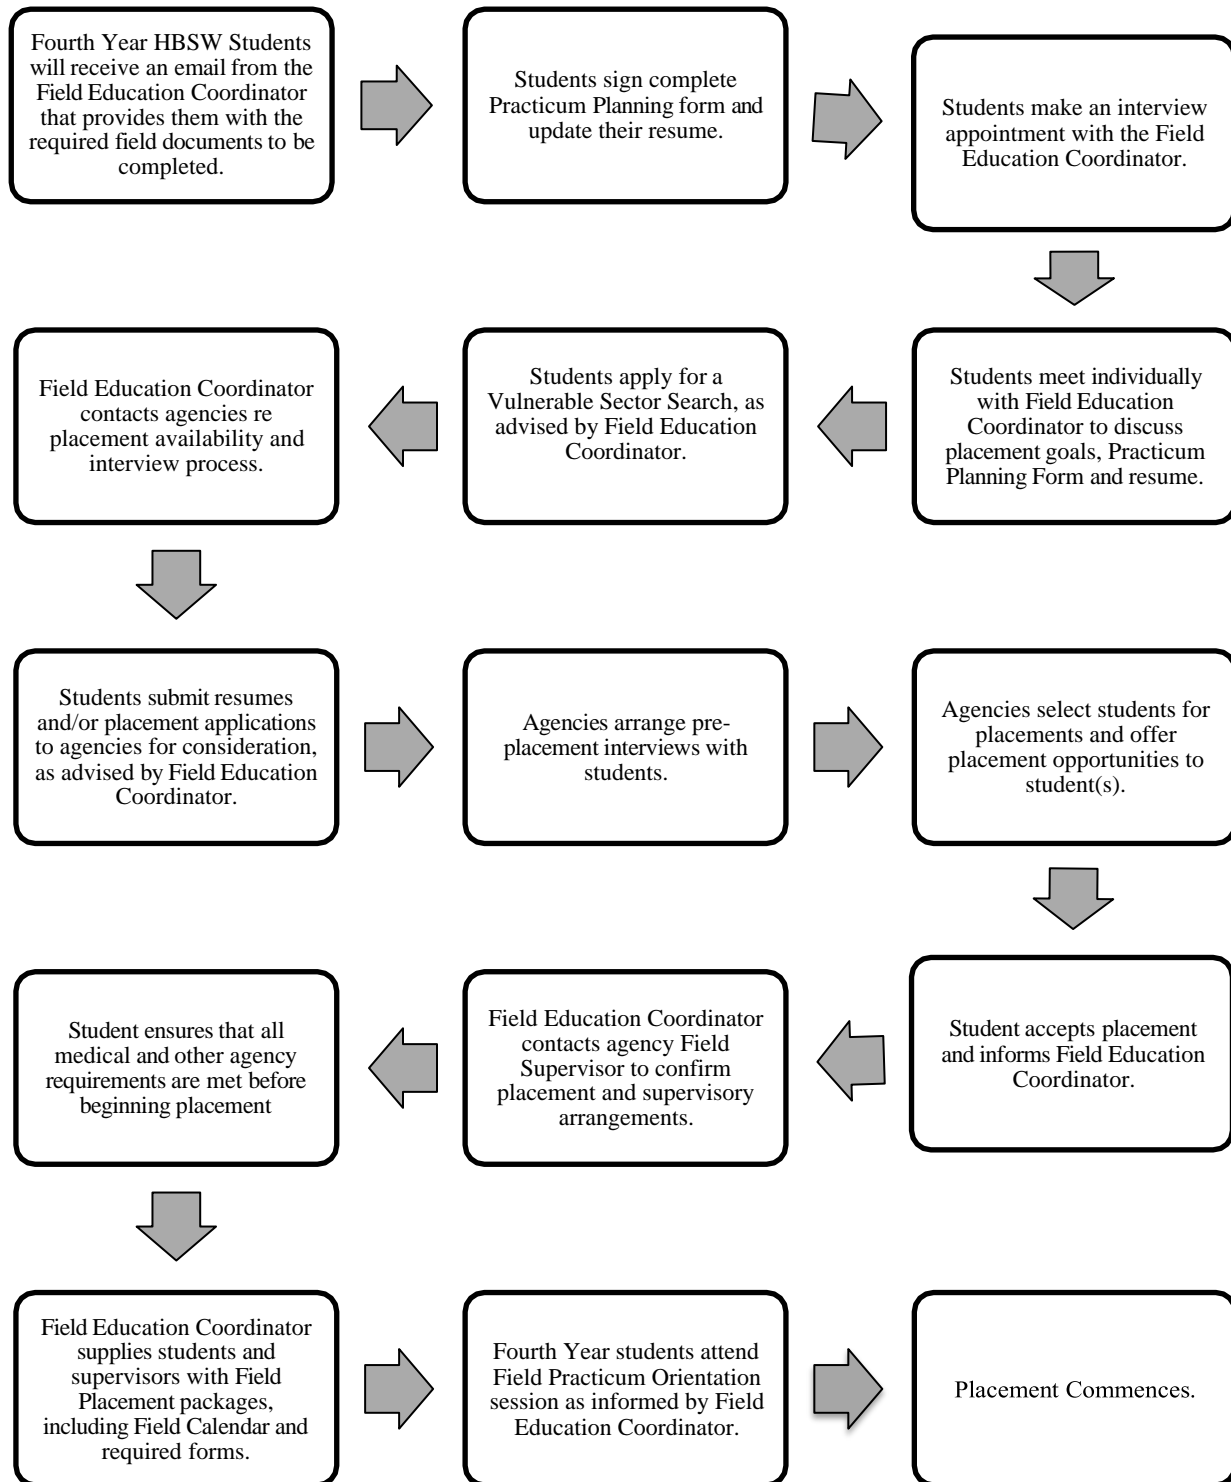 Fourth Year HBSW Students
will receive an email from the
Field Education Coordinator
that provides them with the
required field documents to be
completed.
Students sign complete
Practicum Planning form and
update their resume.
Students make an interview
appointment with the Field
Education Coordinator.
Students meet individually
with Field Education
Coordinator to discuss
placement goals, Practicum
Planning Form and resume.
Students apply for a
Vulnerable Sector Search, as
advised by Field Education
Coordinator.
Field Education Coordinator
contacts agencies re
placement availability and
interview process.
Students submit resumes
and/or placement applications
to agencies for consideration,
as advised by Field Education
Coordinator.
Agencies arrange pre-
placement interviews with
students.
Agencies select students for
placements and offer
placement opportunities to
student(s).
Student accepts placement
and informs Field Education
Coordinator.
Field Education Coordinator
contacts agency Field
Supervisor to confirm
placement and supervisory
arrangements.
Student ensures that all
medical and other agency
requirements are met before
beginning placement
Field Education Coordinator
supplies students and
supervisors with Field
Placement packages,
including Field Calendar and
required forms.
Fourth Year students attend
Field Practicum Orientation
session as informed by Field
Education Coordinator.
Placement Commences.